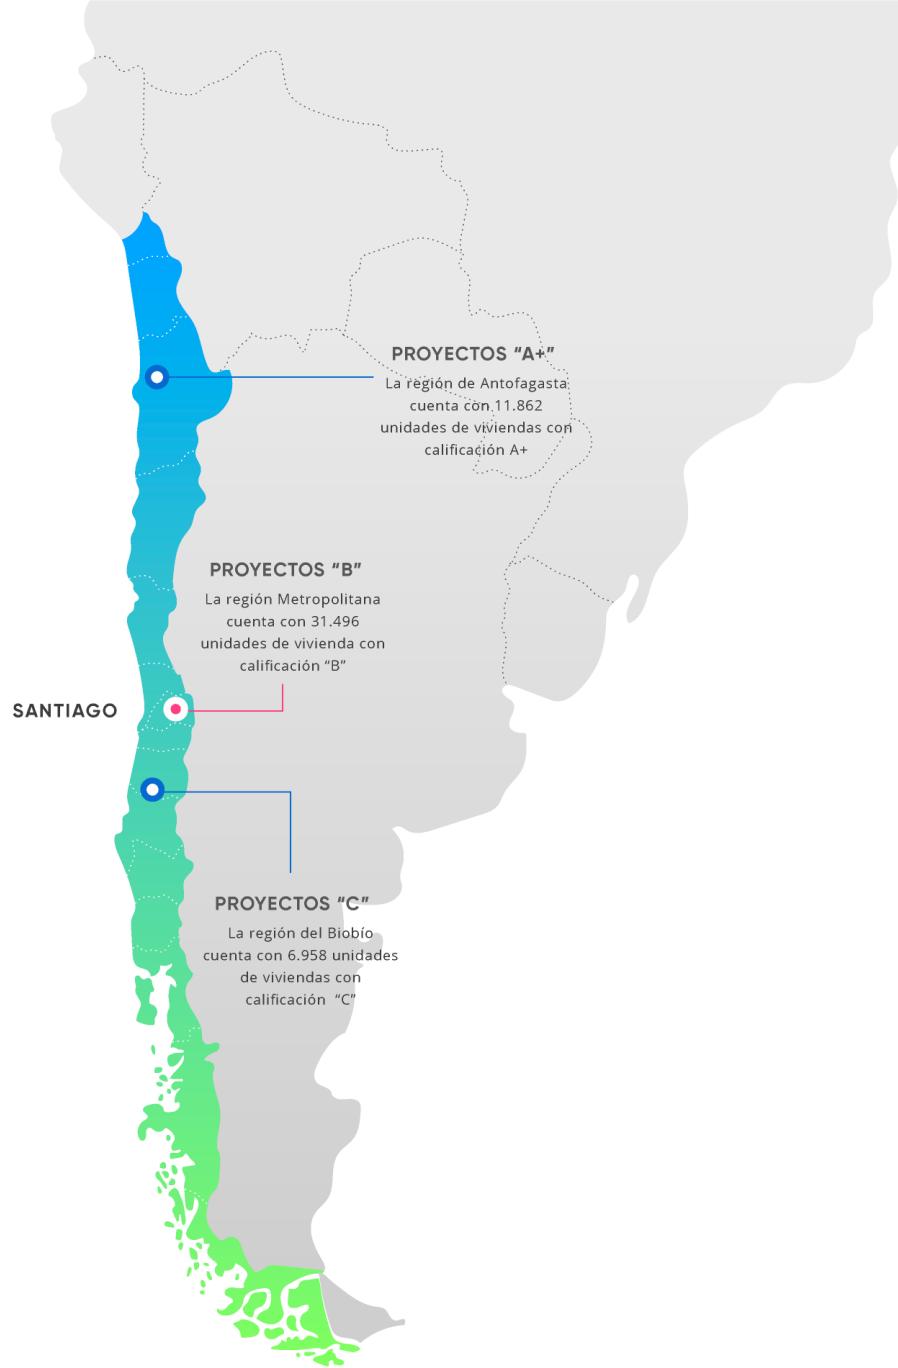 PROYECTOS “A+”
La región de Antofagasta
cuenta con 11.862
unidades de viviendas con
calificación A+
PROYECTOS “B”
La región Metropolitana
cuenta con 31.496
unidades de vivienda con
calificación “B”
SANTIAGO
PROYECTOS “C”
La región del Biobío
cuenta con 6.958 unidades
de viviendas con
calificación “C”